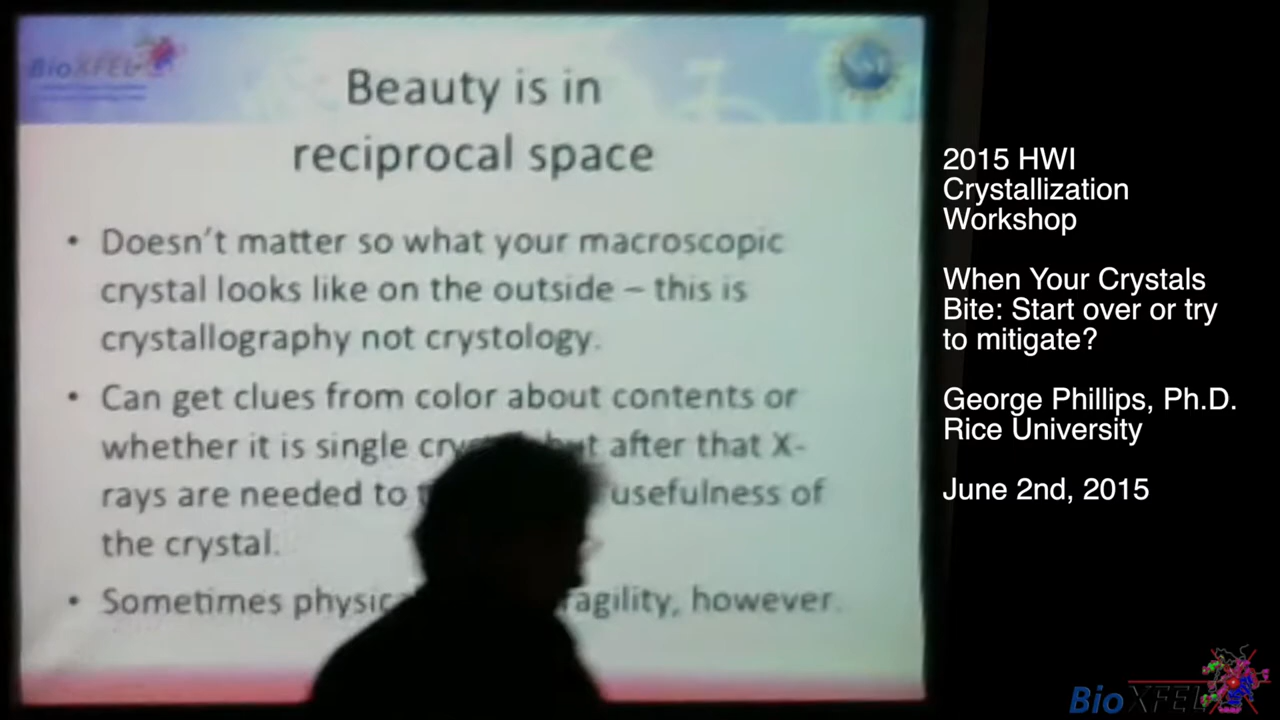 BioXFEL
Beauty is in
reciprocal space
• Doesn't matter so what your macroscopic
crystal looks like on the outside – this is
crystallography not crystology.
• Can get clues from color about contents or
whether it is single but after that X-
rays are needed to usefulness of
the crystal.
• Sometimes however.
2015 HWI
Crystallization
Workshop
When Your Crystals
Bite: Start over or try
to mitigate?
George Phillips, Ph.D.
Rice University
June 2nd, 2015
BioXFEL